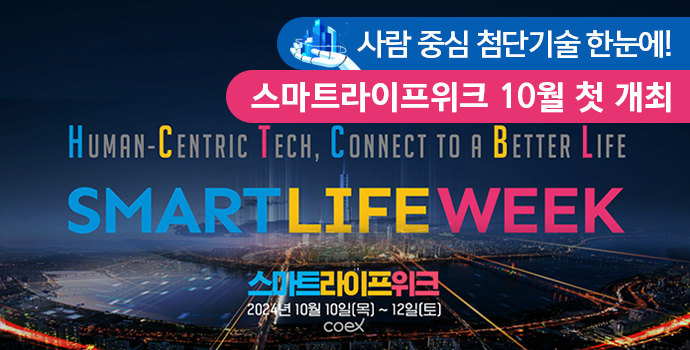 사람 중심 첨단기술 한눈에!
스마트라이프위크 10월 첫 개최
HUMAN-CENTRIC TECH, CONNECT TO A BETTER LIFE
SMART LIFE WEEK
스마트라이프위크
2024년 10월 10일(목) ~ 12일(토)
coex